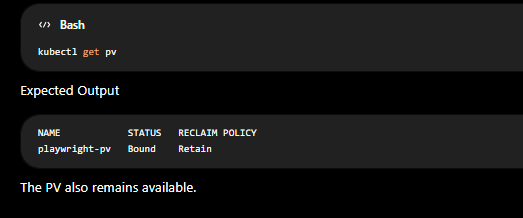 </> Bash
kubectl get pv
Expected Output
NAME STATUS RECLAIM POLICY
playwright-pv Bound Retain
The PV also remains available.